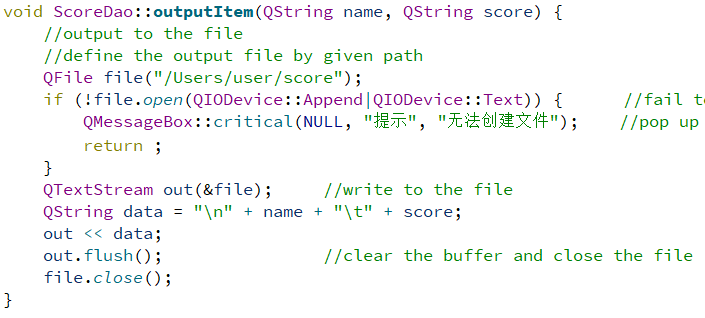 void ScoreDao::outputItem(QString name, QString score) {
    //output to the file
    //define the output file by given path
    QFile file("/Users/user/score");
    if (!file.open(QIODevice::Append|QIODevice::Text)) {        //fail
        QMessageBox::critical(NULL, "提示", "无法创建文件");     //pop up
        return ;
    }
    QTextStream out(&file);       //write to the file
    QString data = "\n" + name + "\t" + score;
    out << data;
    out.flush();                     //clear the buffer and close the file
    file.close();
}